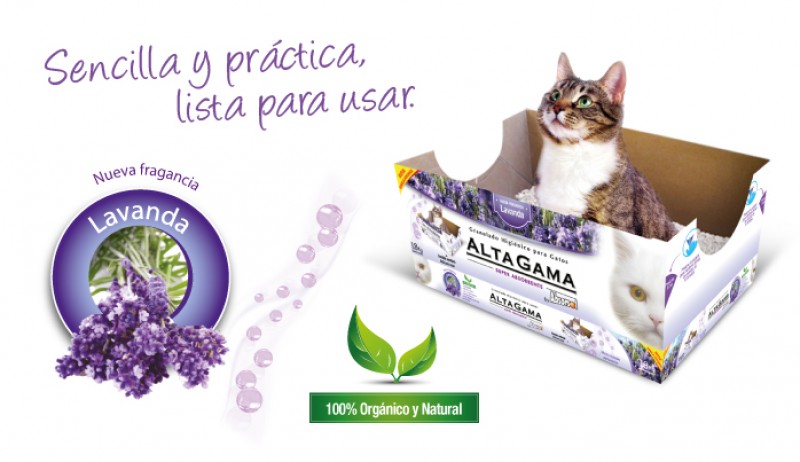 Sencilla y práctica,
lista para usar.
Nueva fragancia
Lavanda
100% Orgánico y Natural
Lavanda
Granulado Higiénico para Gatos
ALTAGAMA
SUPER ABSORBENTE
ALTAGAMA